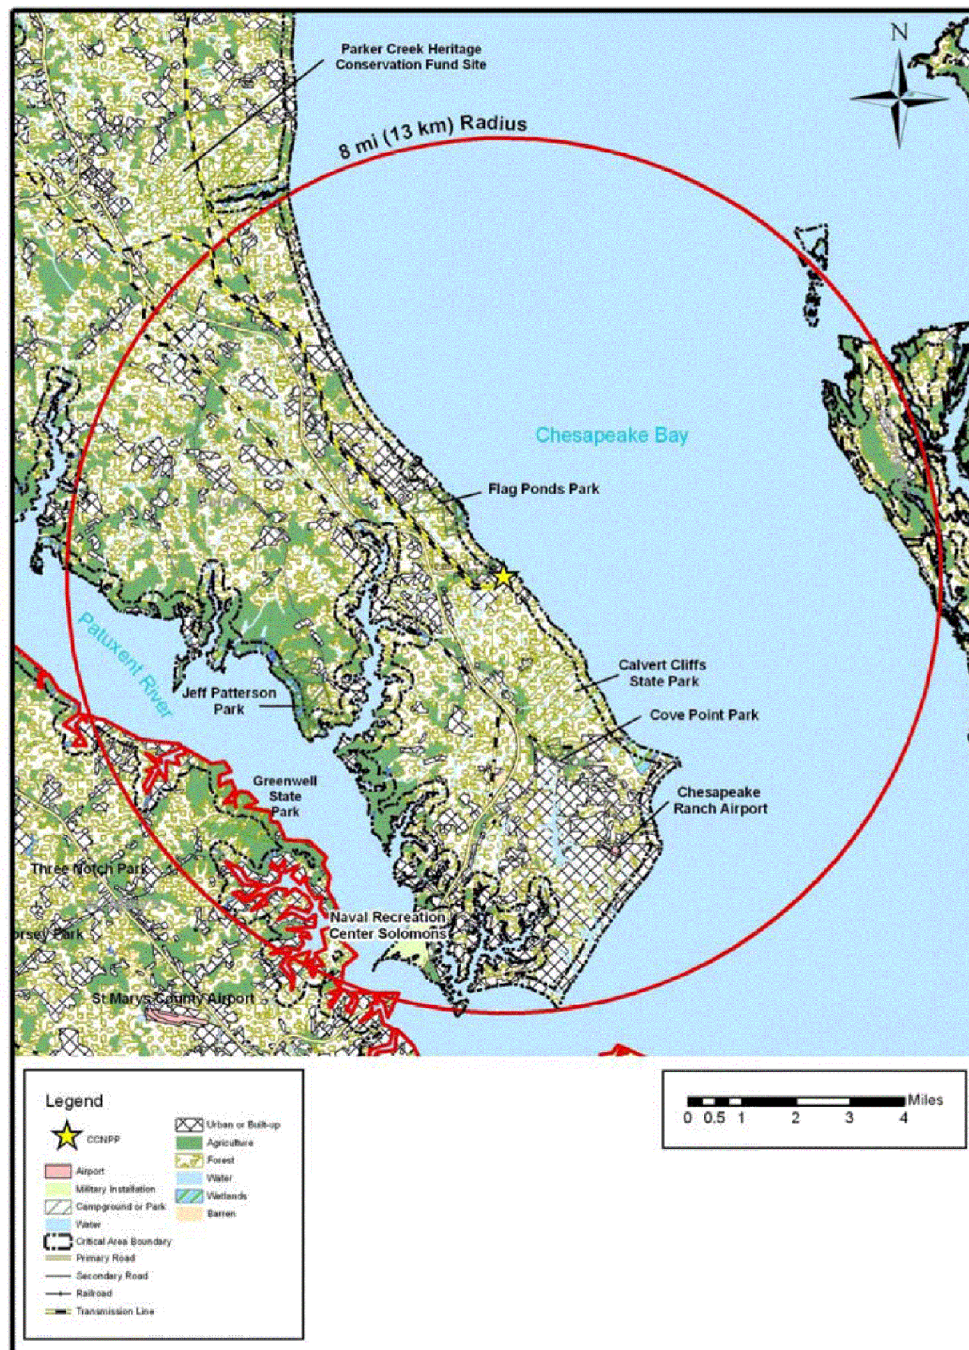 N
Parker Creek Heritage
Conservation Fund Site
8 mi (13 km) Radius
Chesapeake Bay
Flag Ponds Park
Patuxent River
Calvert Cliffs
State Park
Jeff Patterson
Park
Cove Point Park
Greenwell
State
Park
Chesapeake
Ranch Airport
Three Notch Park
Naval Recreation
Center Solomons
orsey Park
St Marys County Airport
Legend
CCNPP
Airport
Military Installation
Campground or Park
Water
Critical Area Boundary
Primary Road
Secondary Road
Railroad
Transmission Line
Urban or Built-up
Agriculture
Forest
Water
Wetlands
Barren
Miles
0 0.5 1 2 3 4